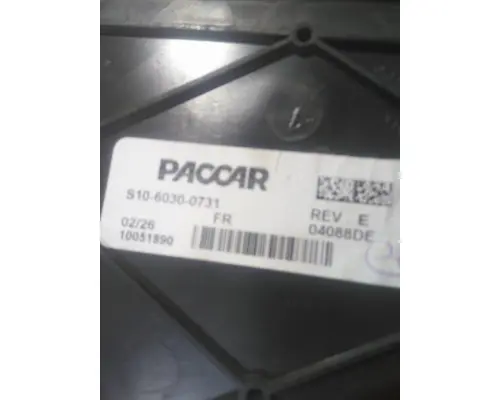 PACCAR
S10-6030-0731
FR
REV E
02/26
04088DE
10051890